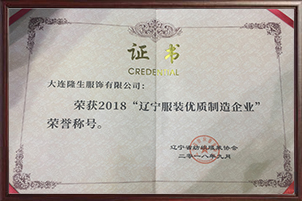 证书
CREDENTIAL
大连隆生服饰有限公司：
荣获2018“辽宁服装优质制造企业”
荣誉称号。
辽宁省纺织服装协会
二〇一八年九月